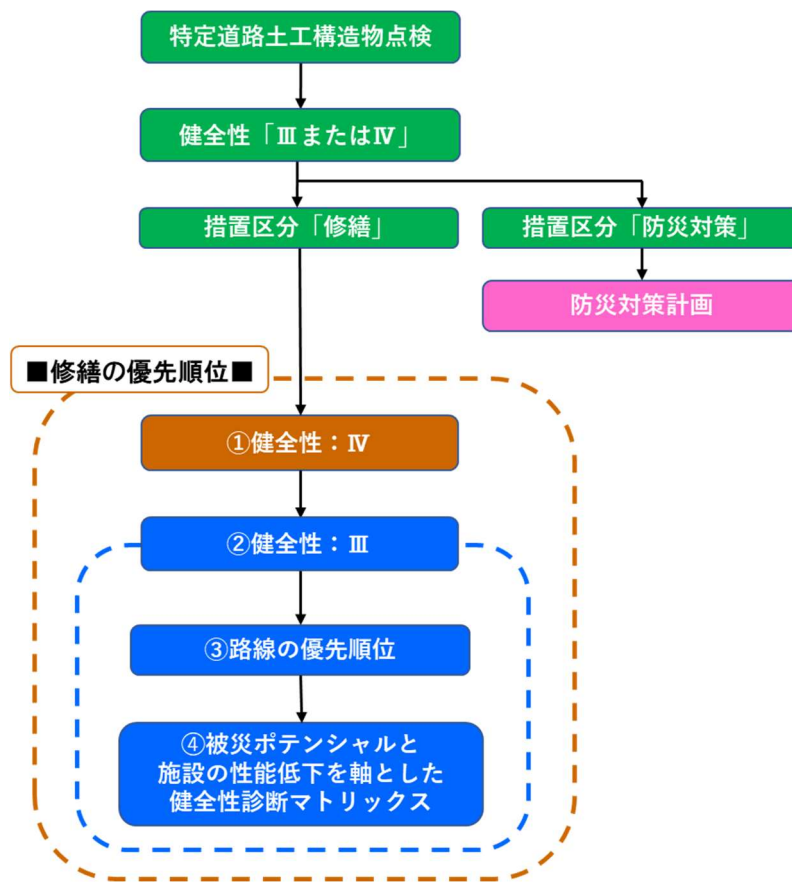 特定道路土工構造物点検
健全性「ⅢまたはⅣ」
措置区分「修繕」
措置区分「防災対策」
防災対策計画
■修繕の優先順位■
①健全性：Ⅳ
②健全性：Ⅲ
③路線の優先順位
④被災ポテンシャルと
施設の性能低下を軸とした
健全性診断マトリックス